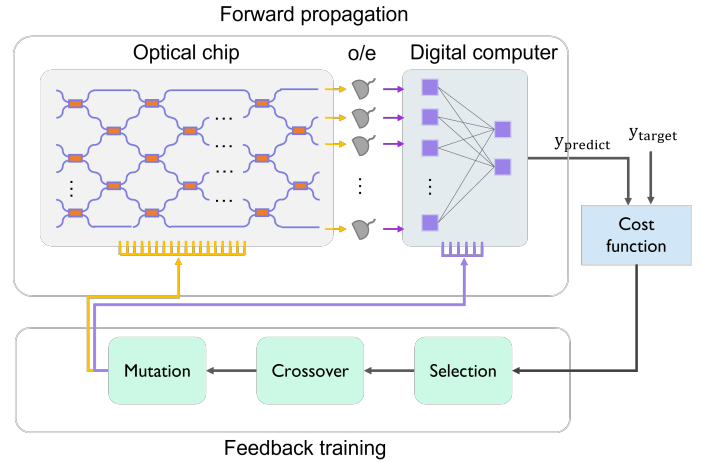 Forward propagation
Optical chip
o/e
Digital computer
y_predict
y_target
Cost
function
Mutation
Crossover
Selection
Feedback training